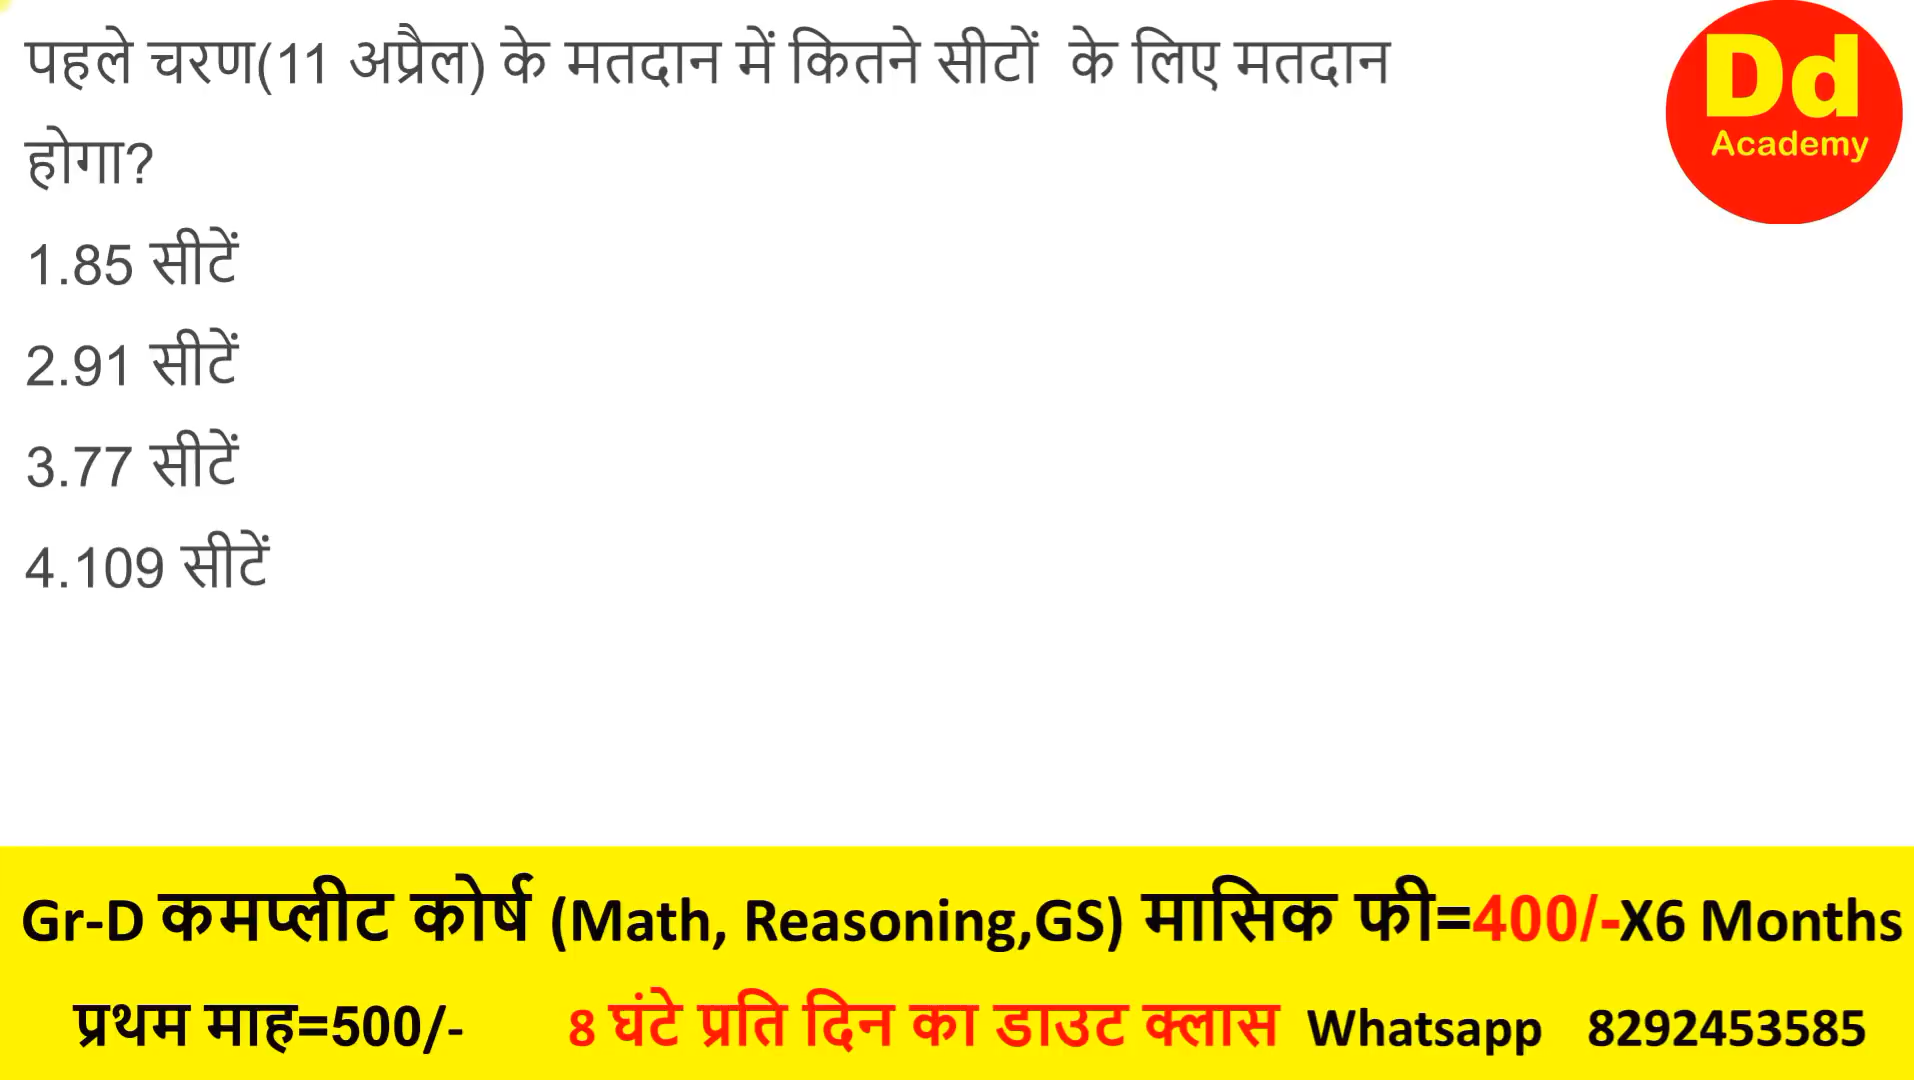 पहले चरण(11 अप्रैल) के मतदान में कितने सीटों के लिए मतदान
होगा?
1.85 सीटें
2.91 सीटें
3.77 सीटें
4.109 सीटें
Dd
Academy
Gr-D कमप्लीट कोर्ष (Math, Reasoning,GS) मासिक फी=400/-X6 Months
प्रथम माह=500/- 8 घंटे प्रति दिन का डाउट क्लास Whatsapp 8292453585